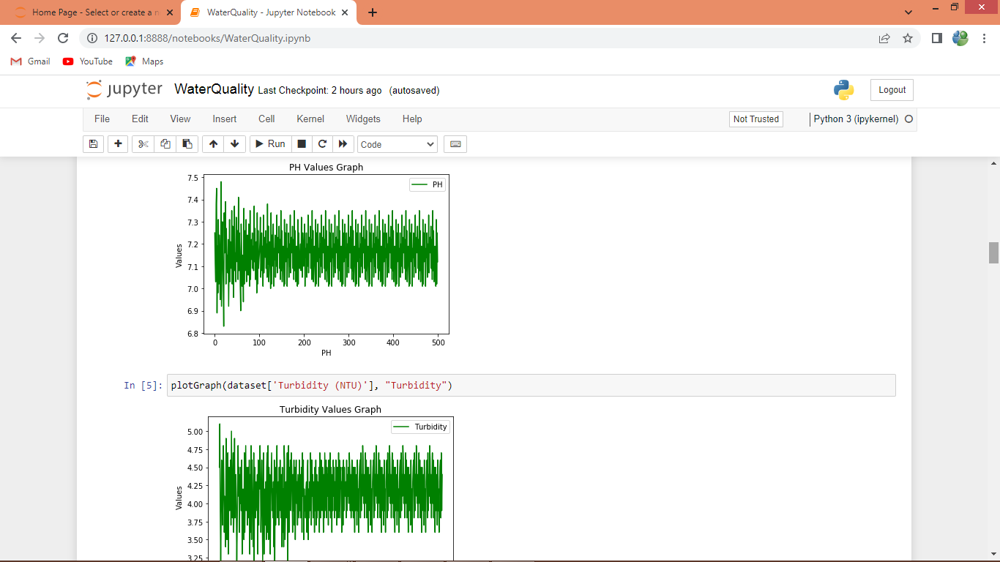 Home Page - Select or create a n
WaterQuality - Jupyter Notebook
127.0.0.1:8888/notebooks/WaterQuality.ipynb
Gmail YouTube Maps
jupyter WaterQuality Last Checkpoint: 2 hours ago (autosaved) Logout
File Edit View Insert Cell Kernel Widgets Help Not Trusted Python 3 (ipykernel)
Run Code
PH Values Graph
PH
7.5
7.4
7.3
7.2
7.1
7.0
6.9
6.8
Values
0 100 200 300 400 500
PH
In [5]: plotGraph(dataset['Turbidity (NTU)'], "Turbidity")
Turbidity Values Graph
Turbidity
5.00
4.75
4.50
4.25
4.00
3.75
3.50
3.25
Values